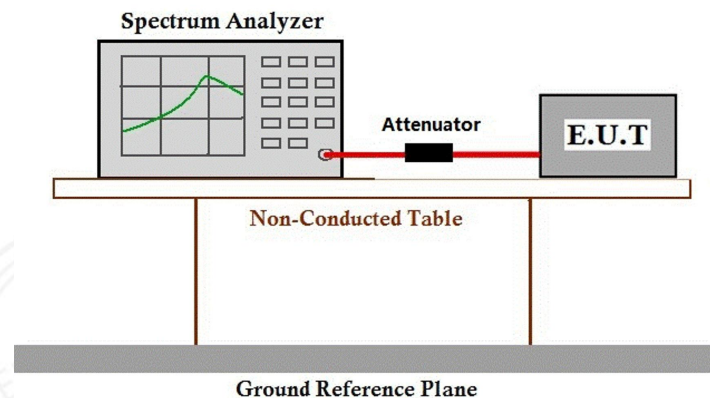 Spectrum Analyzer
Attenuator
E.U.T
Non-Conducted Table
Ground Reference Plane